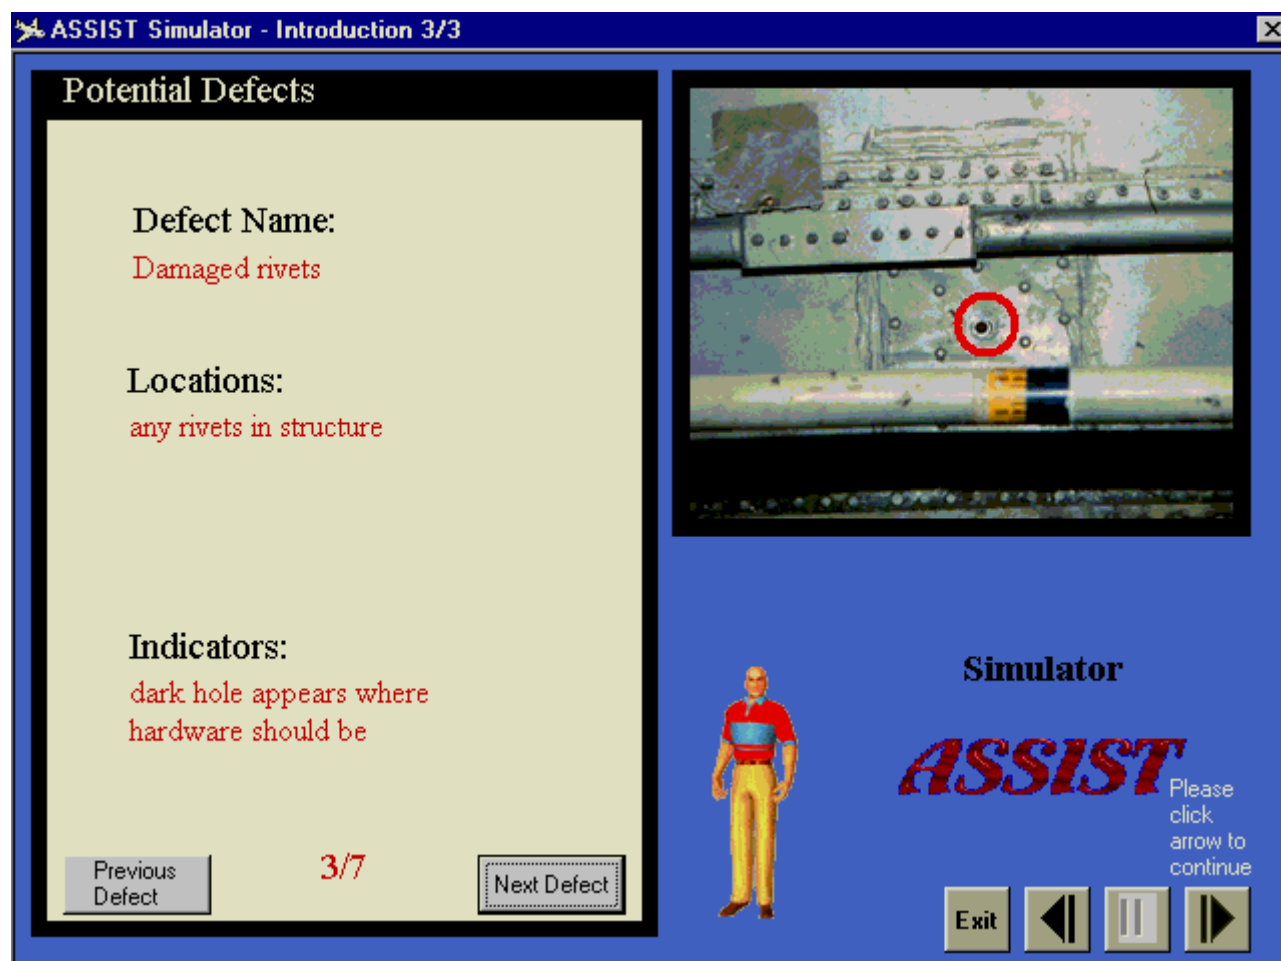 ASSIST Simulator - Introduction 3/3
Potential Defects
Defect Name:
Damaged rivets
Locations:
any rivets in structure
Indicators:
dark hole appears where
hardware should be
Previous
Defect
3/7
Next Defect
Simulator
ASSIST
Please
click
arrow to
continue
Exit